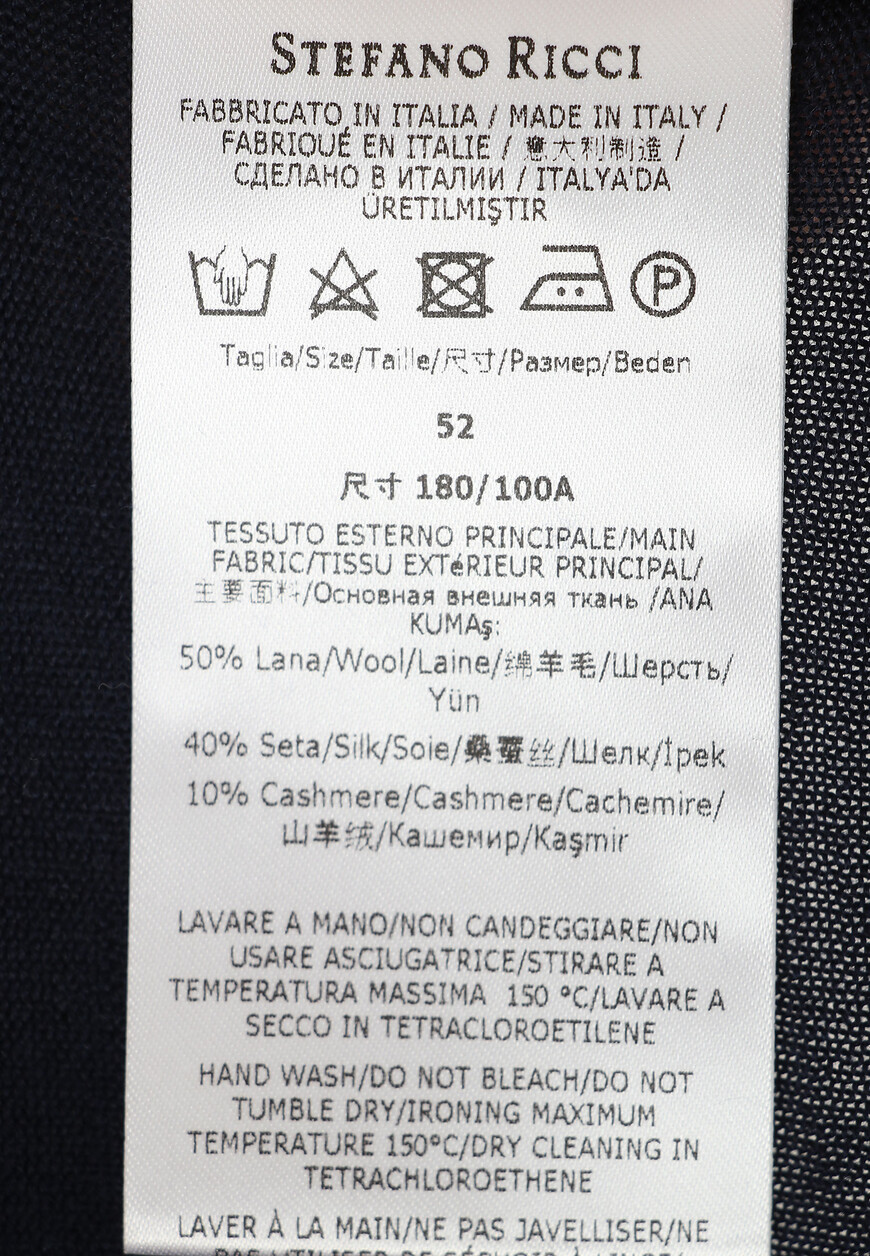 STEFANO RICCI
FABBRICATO IN ITALIA / MADE IN ITALY /
FABRIQUÉ EN ITALIE / 意大利制造 /
СДЕЛАНО В ИТАЛИИ / ITALYA'DA
ÜRETILMIŞTIR
P
Taglia/Size/Taille/尺寸/Размер/Beden
52
尺寸 180/100A
TESSUTO ESTERNO PRINCIPALE/MAIN
FABRIC/TISSU EXTéRIEUR PRINCIPAL/
主要面料/Основная внешняя ткань /ANA
KUMAş:
50% Lana/Wool/Laine/绵羊毛/Шерсть/
Yün
40% Seta/Silk/Soie/桑蚕丝/Шелк/İpek
10% Cashmere/Cashmere/Cachemire/
山羊绒/Кашемир/Kaşmir
LAVARE A MANO/NON CANDEGGIARE/NON
USARE ASCIUGATRICE/STIRARE A
TEMPERATURA MASSIMA 150 °C/LAVARE A
SECCO IN TETRACLOROETILENE
HAND WASH/DO NOT BLEACH/DO NOT
TUMBLE DRY/IRONING MAXIMUM
TEMPERATURE 150°C/DRY CLEANING IN
TETRACHLOROETHENE
LAVER À LA MAIN/NE PAS JAVELLISER/NE